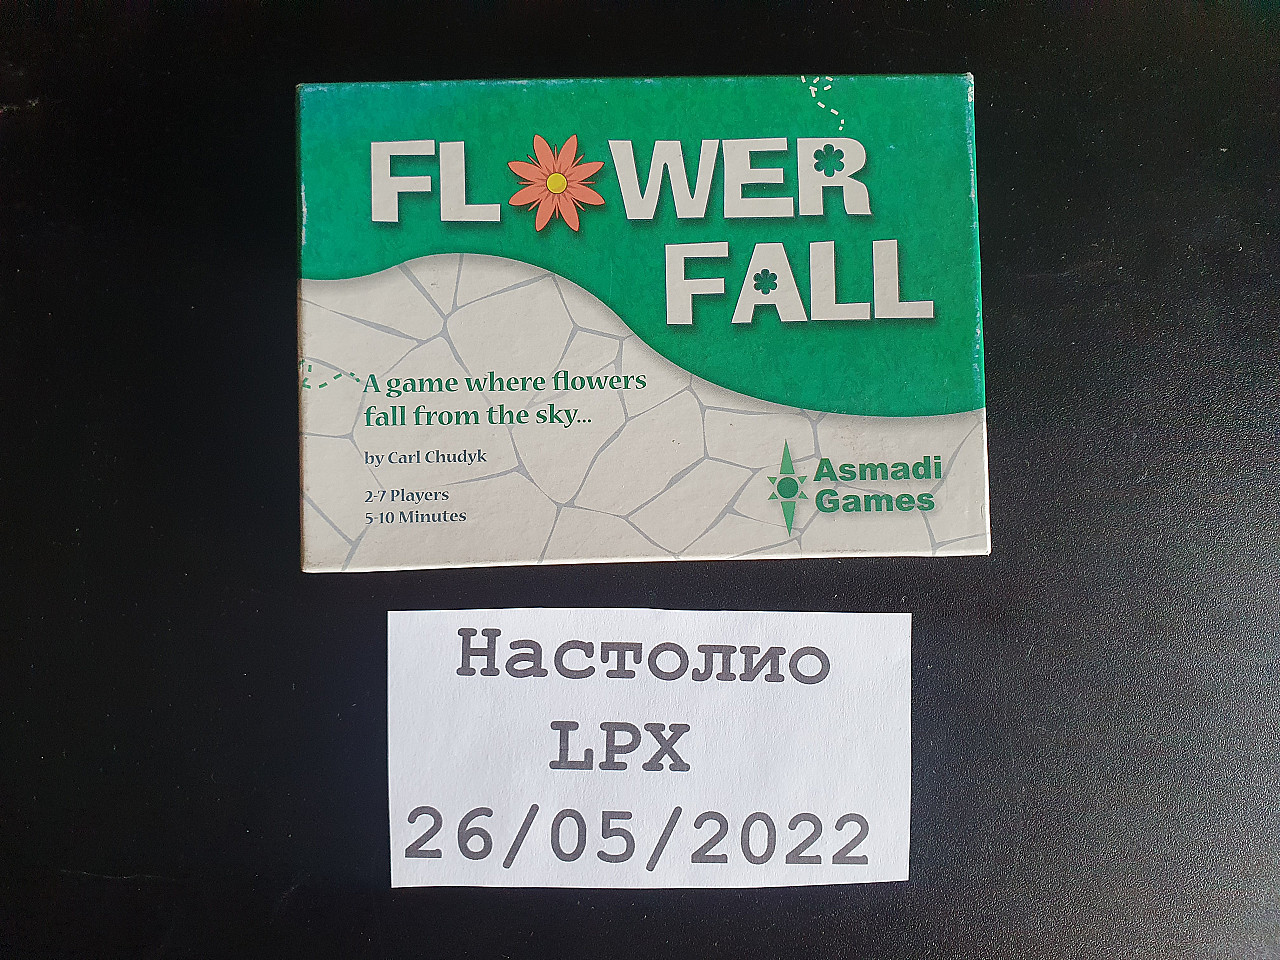 FLOWER
FALL
A game where flowers
fall from the sky...
by Carl Chudyk
2-7 Players
5-10 Minutes
Asmadi
Games
Настолио
LPX
26/05/2022